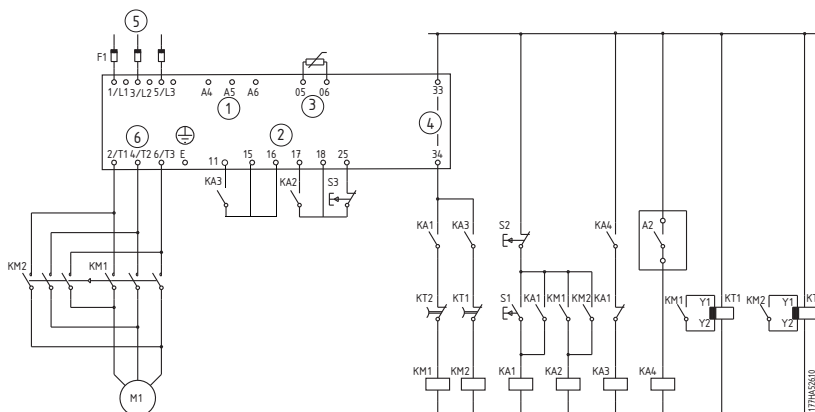 5
F1
1/L1 3/L2 5/L3
A4 A5 A6
05 06
33
1
3
4
6
2
2/T1 4/T2 6/T3 E
11 15 16 17 18 25
34
KA3
KA2
S3
KA1
KA3
S2
KA4
A2
KM2
KM1
KT2
KT1
S1
KA1
KM1
KM2
KA1
KM1
Y1
Y2
KT1
KM2
Y1
Y2
KM1
KM2
KA1
KA2
KA3
KA4
M1
177HA526.10